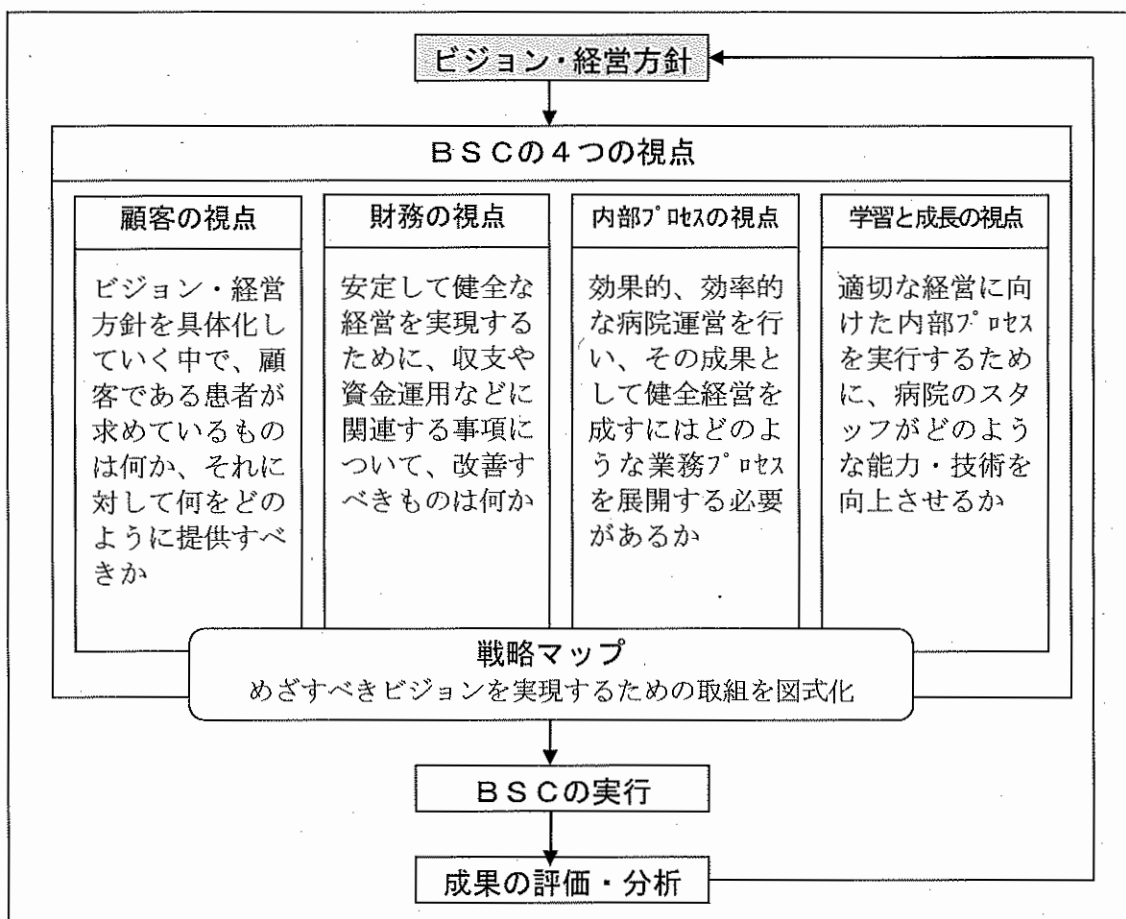 ビジョン・経営方針
BSCの4つの視点
顧客の視点
ビジョン・経営
方針を具体化し
ていく中で、顧
客である患者が
求めているもの
は何か、それに
対して何をどの
ように提供すべ
きか
財務の視点
安定して健全な
経営を実現する
ために、収支や
資金運用などに
関連する事項に
ついて、改善す
べきものは何か
内部プロセスの視点
効果的、効率的
な病院運営を行
い、その成果と
して健全経営を
成すにはどのよ
うな業務プロセス
を展開する必要
があるか
学習と成長の視点
適切な経営に向
けた内部プロセス
を実行するため
に、病院のスタ
ッフがどのよう
な能力・技術を
向上させるか
戦略マップ
めざすべきビジョンを実現するための取組を図式化
BSCの実行
成果の評価・分析